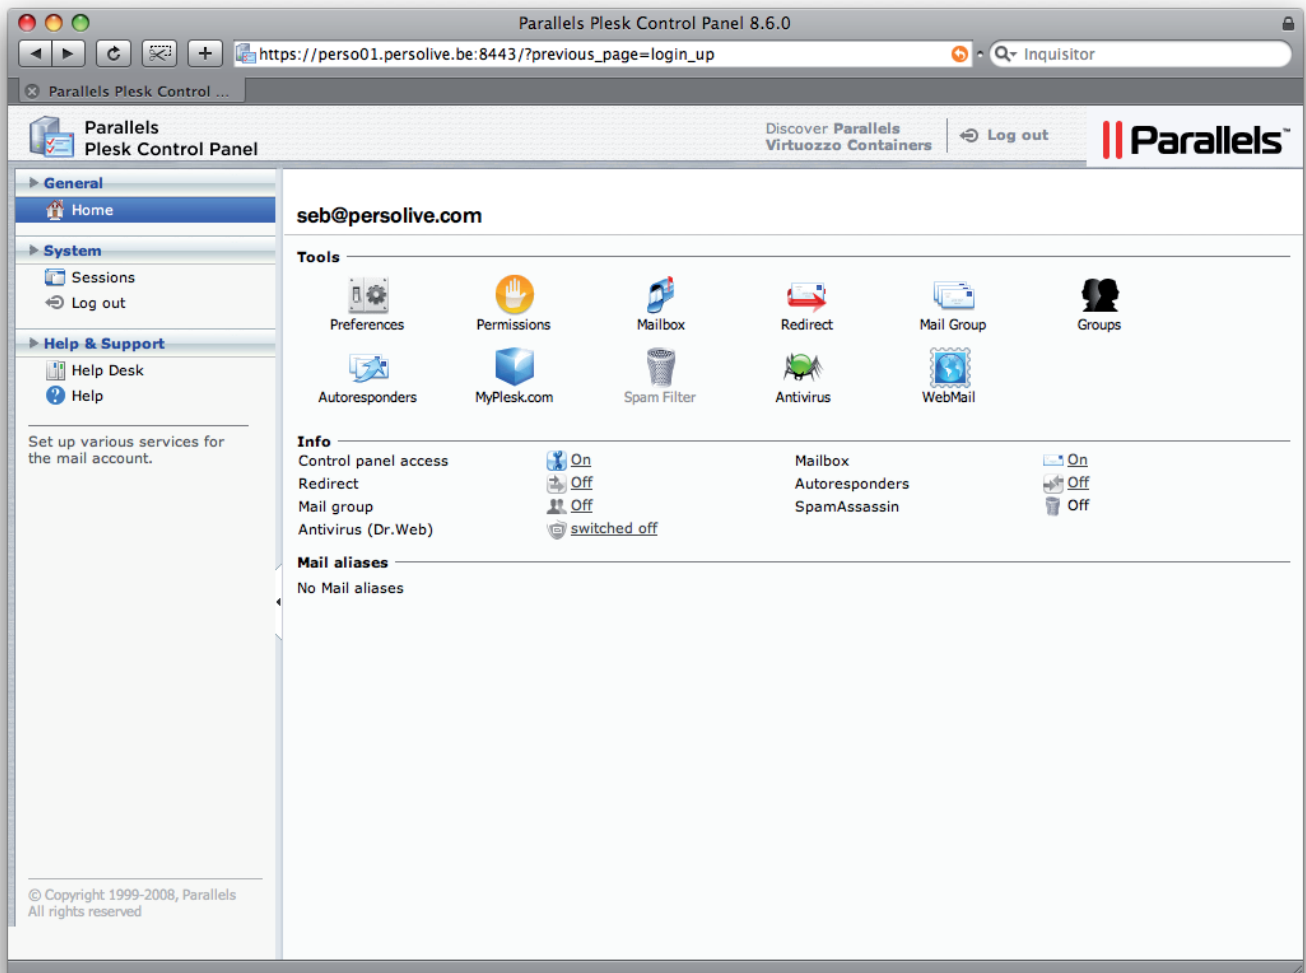 Parallels Plesk Control Panel 8.6.0
https://perso01.persolive.be:8443/?previous_page=login_up
Inquisitor
Parallels Plesk Control ...
Parallels
Plesk Control Panel
Discover Parallels
Virtuozzo Containers
Log out
Parallels™
General
Home
System
Sessions
Log out
Help & Support
Help Desk
Help
Set up various services for
the mail account.
© Copyright 1999-2008, Parallels
All rights reserved
seb@persolive.com
Tools
Preferences Permissions Mailbox Redirect Mail Group Groups
Autoresponders MyPlesk.com Spam Filter Antivirus WebMail
Info
Control panel access On Mailbox On
Redirect Off Autoresponders Off
Mail group Off SpamAssassin Off
Antivirus (Dr.Web) switched off
Mail aliases
No Mail aliases